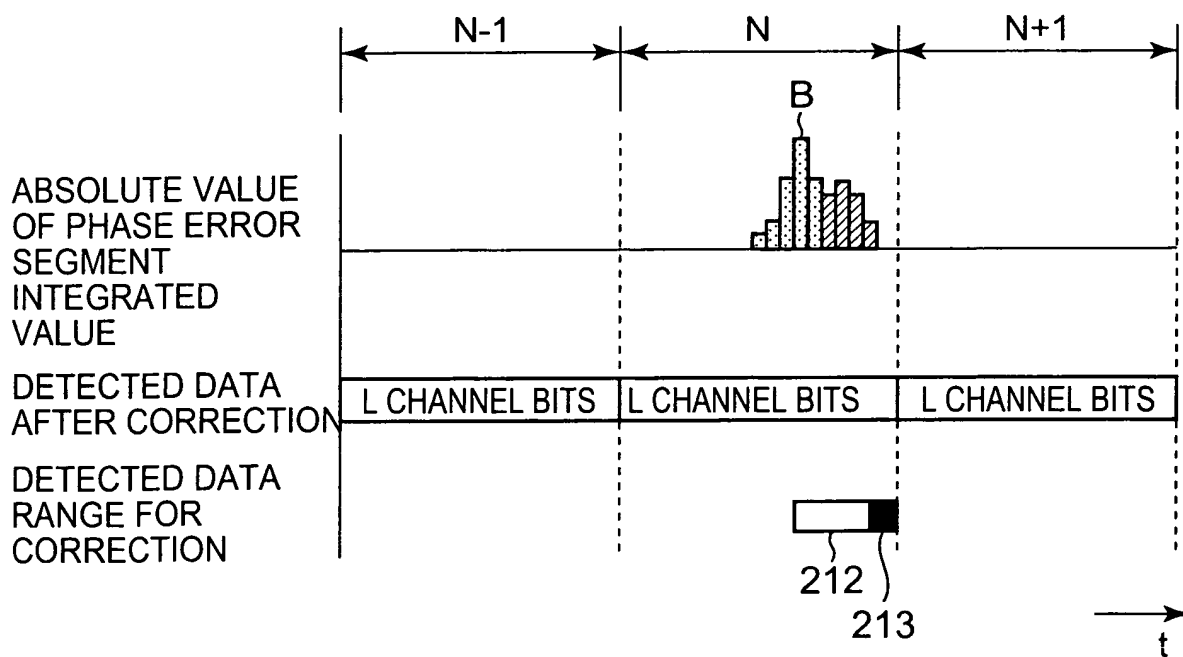 N-1
N
N+1
B
ABSOLUTE VALUE
OF PHASE ERROR
SEGMENT
INTEGRATED
VALUE
DETECTED DATA
AFTER CORRECTION
L CHANNEL BITS
L CHANNEL BITS
L CHANNEL BITS
DETECTED DATA
RANGE FOR
CORRECTION
212
213
t